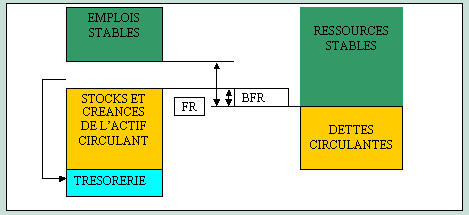 EMPLOIS
STABLES
RESSOURCES
STABLES
STOCKS ET
CREANCES
DE L'ACTIF
CIRCULANT
FR
BFR
DETTES
CIRCULANTES
TRESORERIE